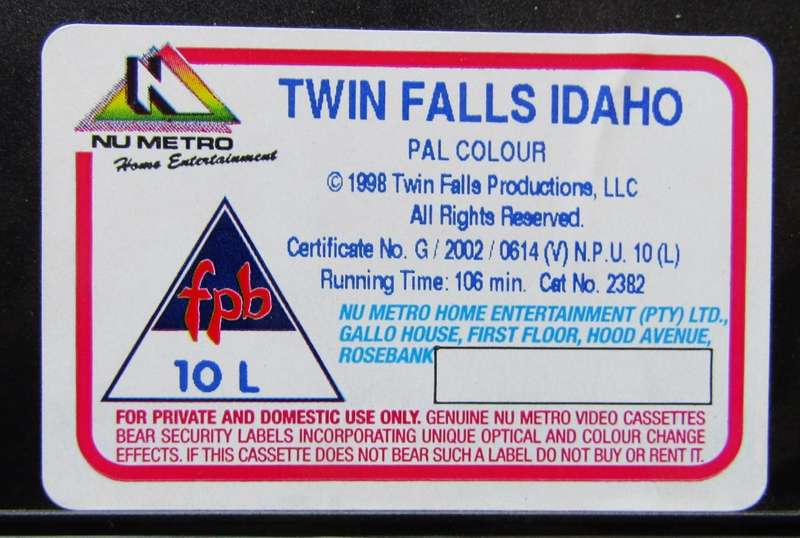 N
NU METRO
Home Entertainment
TWIN FALLS IDAHO
PAL COLOUR
© 1998 Twin Falls Productions, LLC
All Rights Reserved.
Certificate No. G / 2002 / 0614 (V) N.P.U. 10 (L)
Running Time: 106 min. Cat No. 2382
NU METRO HOME ENTERTAINMENT (PTY) LTD.,
GALLO HOUSE, FIRST FLOOR, HOOD AVENUE,
ROSEBANK
fpb
10 L
FOR PRIVATE AND DOMESTIC USE ONLY. GENUINE NU METRO VIDEO CASSETTES
BEAR SECURITY LABELS INCORPORATING UNIQUE OPTICAL AND COLOUR CHANGE
EFFECTS. IF THIS CASSETTE DOES NOT BEAR SUCH A LABEL DO NOT BUY OR RENT IT.